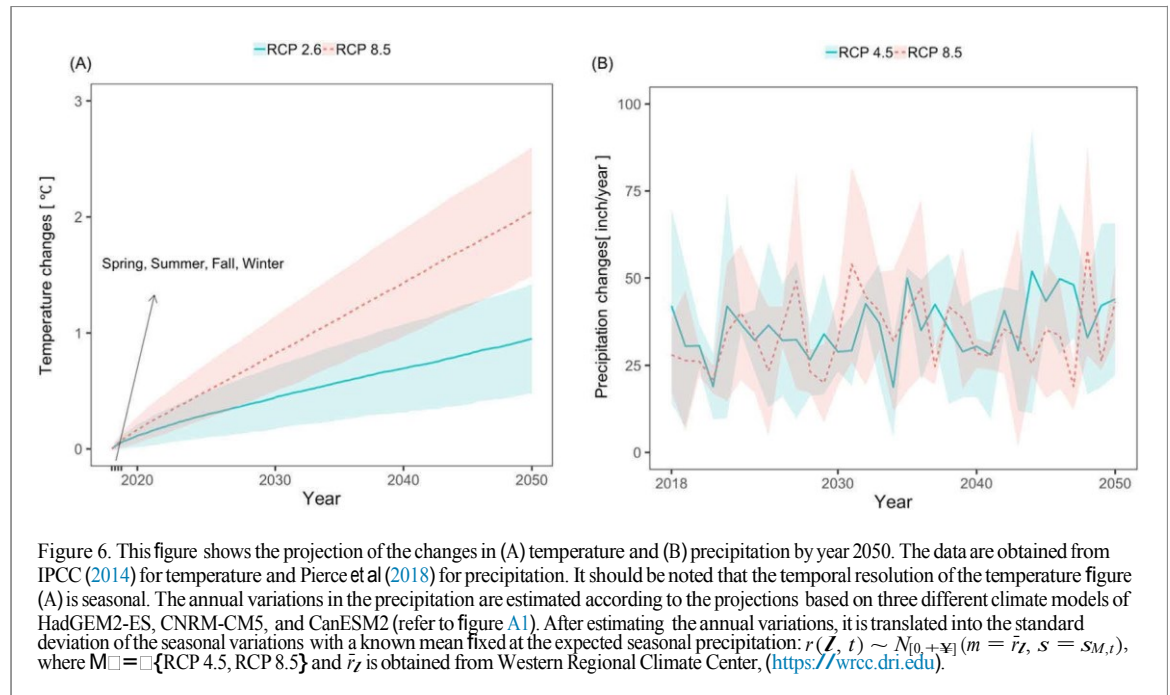 RCP 2.6 RCP 8.5
(A)
3
2
1
0
Temperature changes [ °C]
Spring, Summer, Fall, Winter
2020 2030 2040 2050
Year
RCP 4.5 RCP 8.5
(B)
100
75
50
25
0
Precipitation changes[ inch/year ]
2018 2030 2040 2050
Year
Figure 6. This figure shows the projection of the changes in (A) temperature and (B) precipitation by year 2050. The data are obtained from
IPCC (2014) for temperature and Pierce et al (2018) for precipitation. It should be noted that the temporal resolution of the temperature figure
(A) is seasonal. The annual variations in the precipitation are estimated according to the projections based on three different climate models of
HadGEM2-ES, CNRM-CM5, and CanESM2 (refer to figure A1). After estimating the annual variations, it is translated into the standard
deviation of the seasonal variations with a known mean fixed at the expected seasonal precipitation: r(l, t) ~ N[0,+¥](m = r̄l, s = sM,t),
where M□=□{RCP 4.5, RCP 8.5} and r̄l is obtained from Western Regional Climate Center, (https://wrcc.dri.edu).